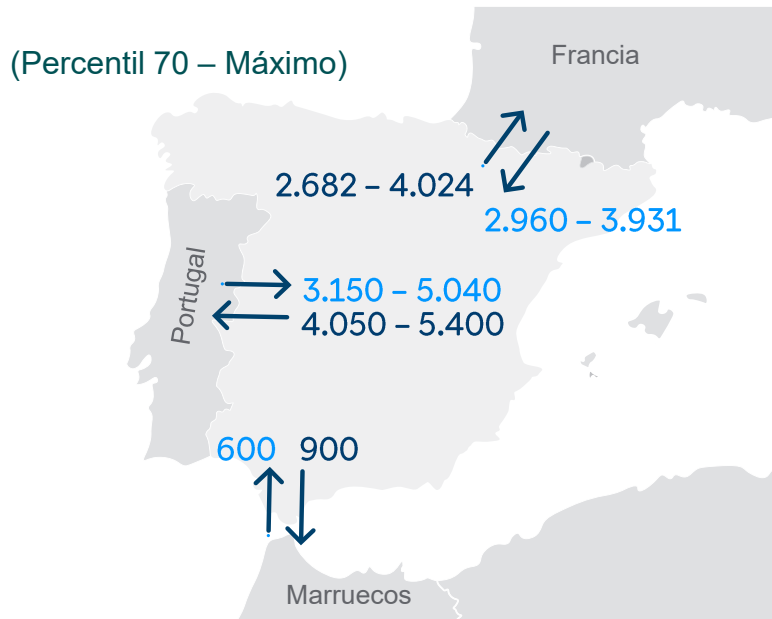 (Percentil 70 – Máximo)
Francia
2.682 – 4.024
2.960 – 3.931
Portugal
3.150 – 5.040
4.050 – 5.400
600 900
Marruecos